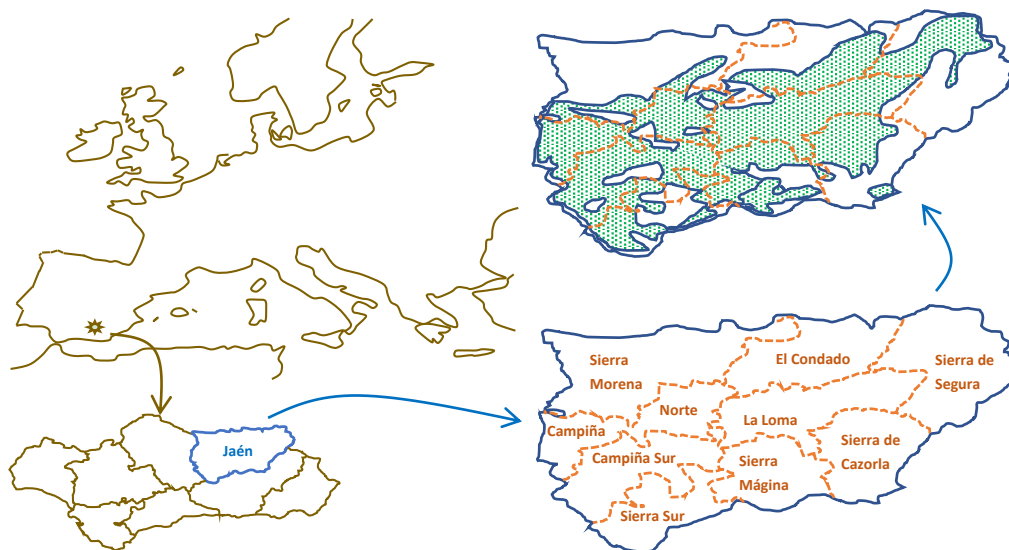 Jaén
Sierra
Morena
El Condado
Sierra de
Segura
Norte
Campiña
La Loma
Sierra de
Cazorla
Campiña Sur
Sierra
Mágina
Sierra Sur